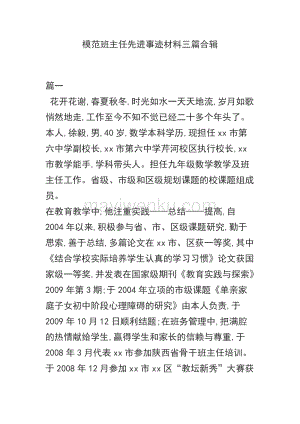 模范班主任先进事迹材料三篇合辑
篇一
花开花谢,春夏秋冬,时光如水一天天地流,岁月如歌
悄然地走,工作至今不知不觉已经二十多个年头了。
本人,徐毅,男,40 岁,数学本科学历,现担任 xx 市第
六中学副校长,xx 市第六中学芹河校区执行校长,xx
市教学能手,学科带头人。担任九年级数学教学及班
主任工作。省级、市级和区级规划课题的校课题组成
员。
在教育教学中,他注重实践——总结——提高,自
2004 年以来,积极参与省、市、区级课题研究,勤于
思索,善于总结,多篇论文在 xx 市、区获一等奖,其中
《结合学校实际培养学生认真的学习习惯》论文获国
家级一等奖,并发表在国家级期刊《教育实践与探索》
2009 年第 3 期;于 2004 年立项的市级课题《单亲家
庭子女初中阶段心理障碍的研究》由本人负责,于
2009 年 10 月 12 日顺利结题;在班务管理中,把满腔
的热情献给学生,赢得学生和家长的信赖与尊重,于
2008 年 3 月代表 xx 市参加陕西省骨干班主任培训。
于 2008 年 12 月参加 xx 市 xx 区“教坛新秀”大赛获